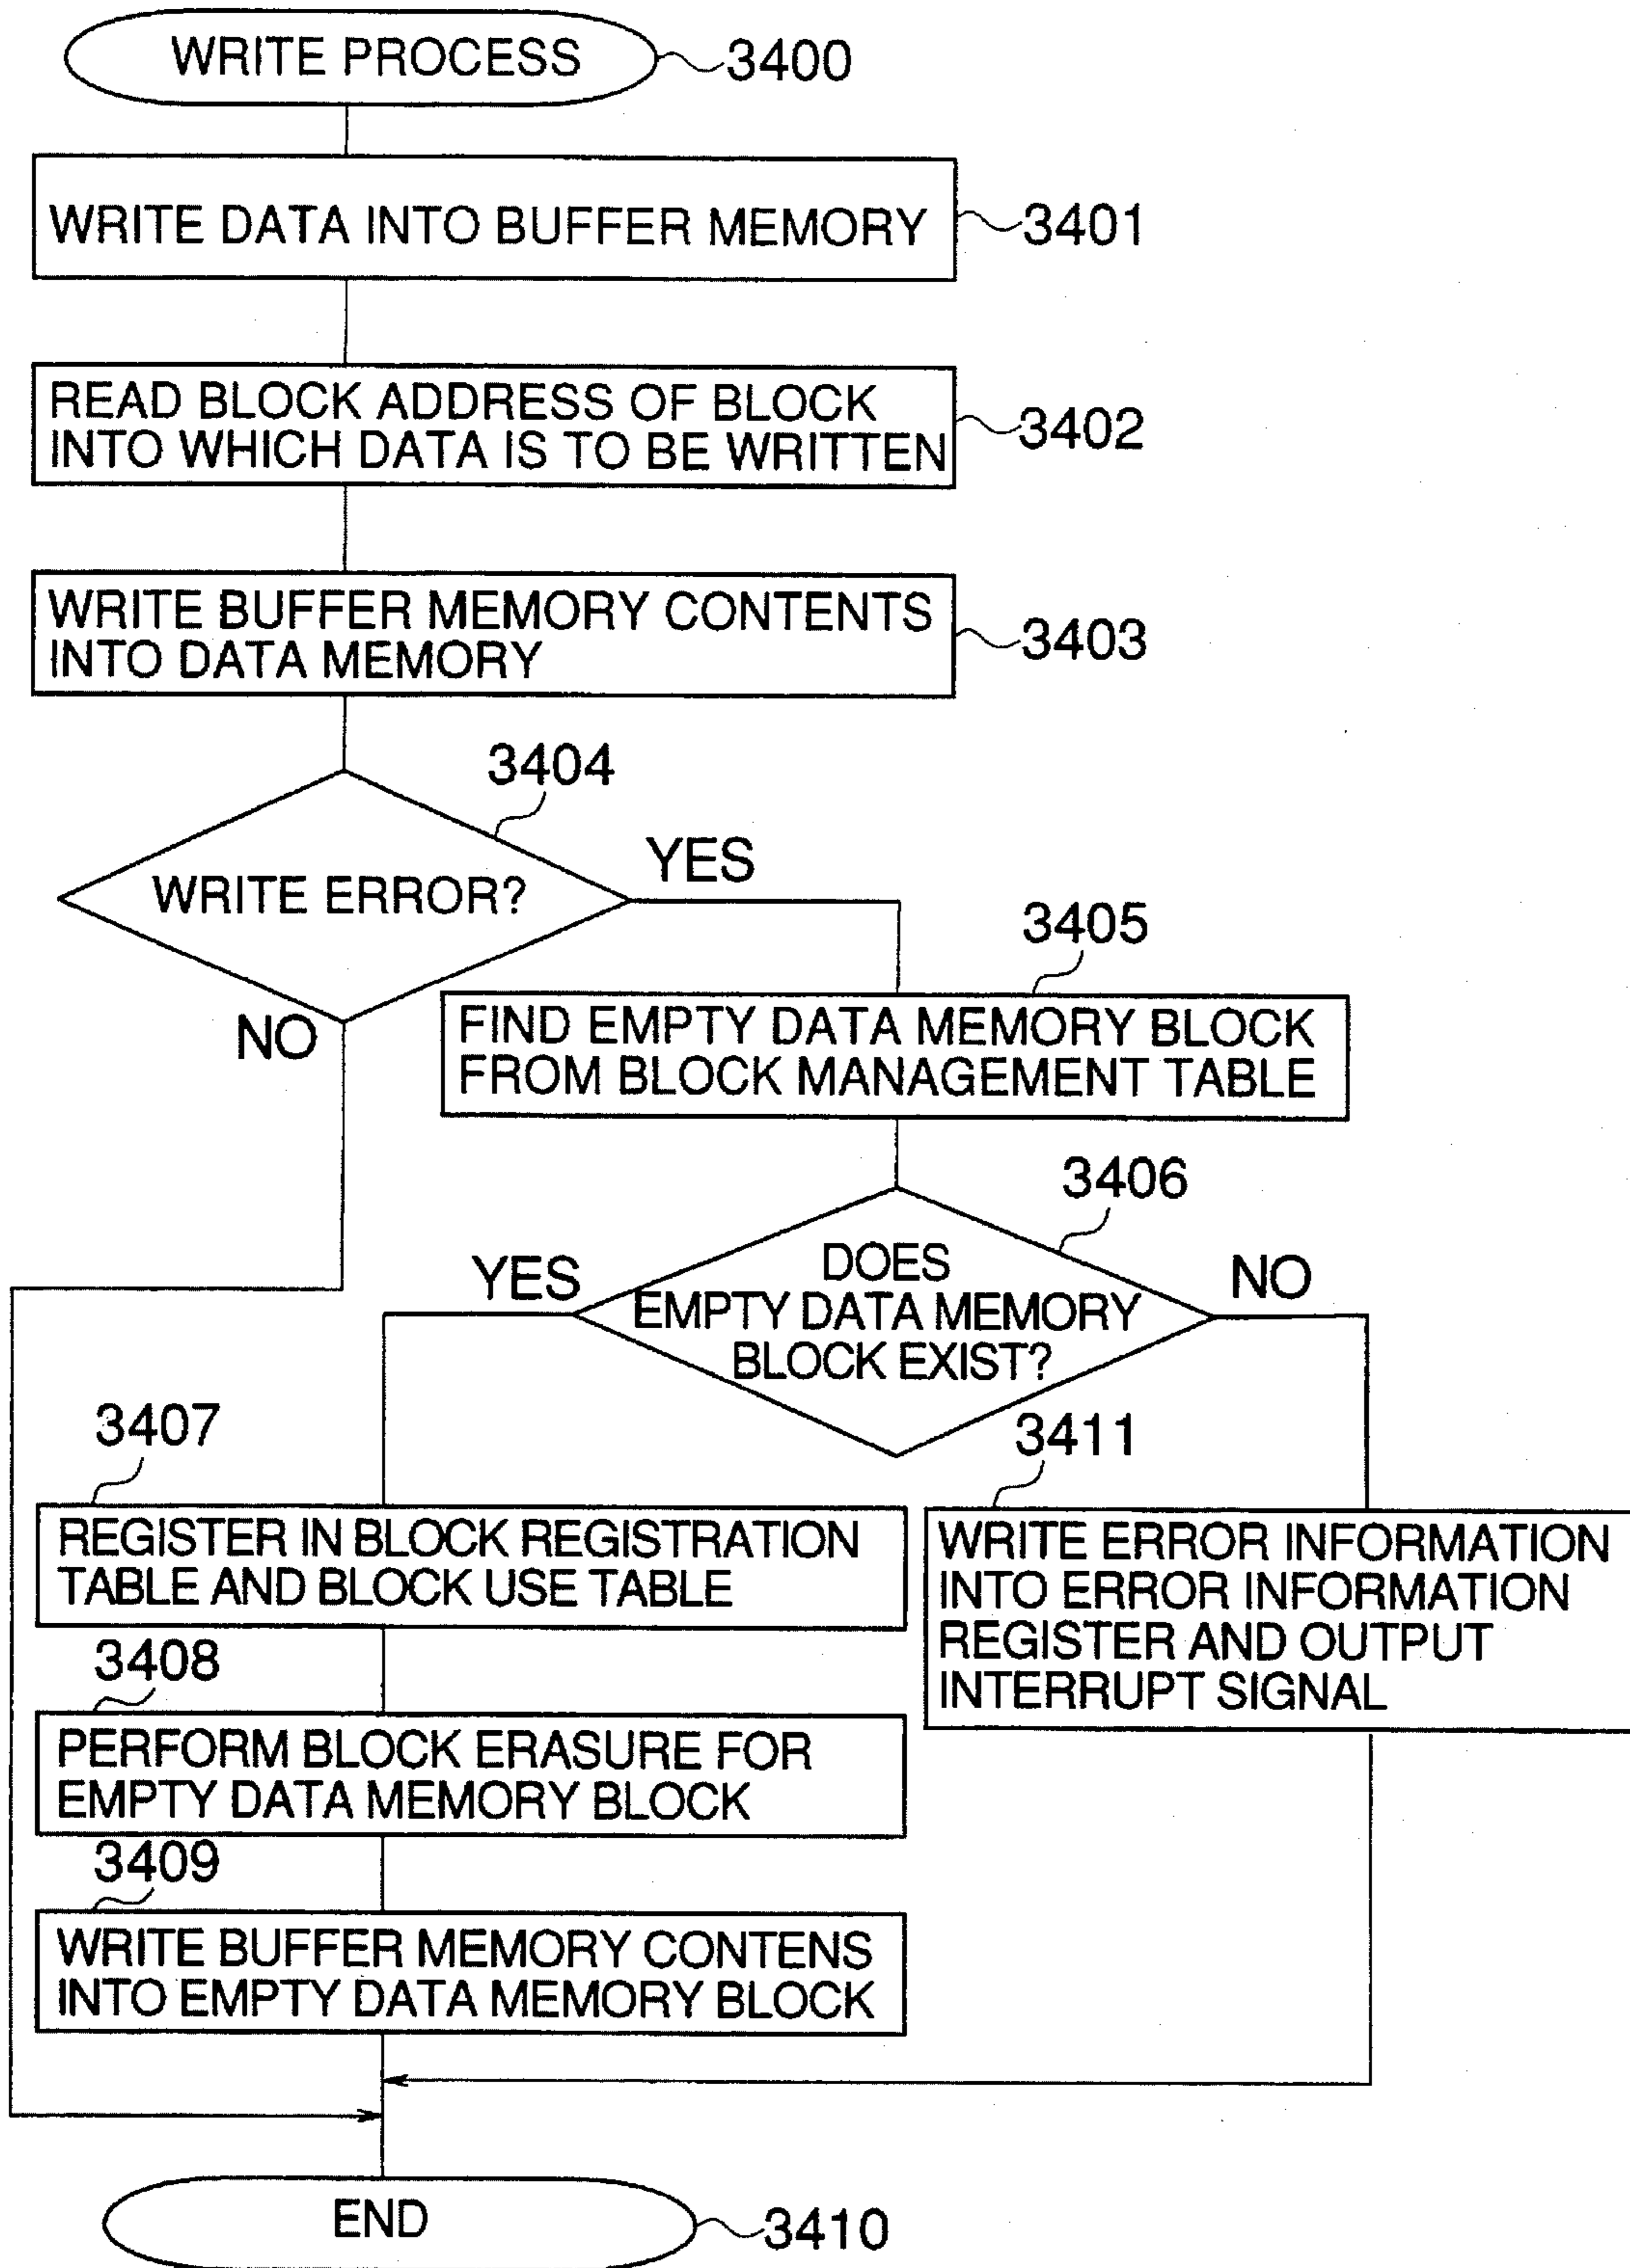 WRITE PROCESS
3400
WRITE DATA INTO BUFFER MEMORY
3401
READ BLOCK ADDRESS OF BLOCK
INTO WHICH DATA IS TO BE WRITTEN
3402
WRITE BUFFER MEMORY CONTENTS
INTO DATA MEMORY
3403
3404
WRITE ERROR?
YES
NO
3405
FIND EMPTY DATA MEMORY BLOCK
FROM BLOCK MANAGEMENT TABLE
3406
DOES
EMPTY DATA MEMORY
BLOCK EXIST?
YES
NO
3407
REGISTER IN BLOCK REGISTRATION
TABLE AND BLOCK USE TABLE
3411
WRITE ERROR INFORMATION
INTO ERROR INFORMATION
REGISTER AND OUTPUT
INTERRUPT SIGNAL
3408
PERFORM BLOCK ERASURE FOR
EMPTY DATA MEMORY BLOCK
3409
WRITE BUFFER MEMORY CONTENS
INTO EMPTY DATA MEMORY BLOCK
END
3410